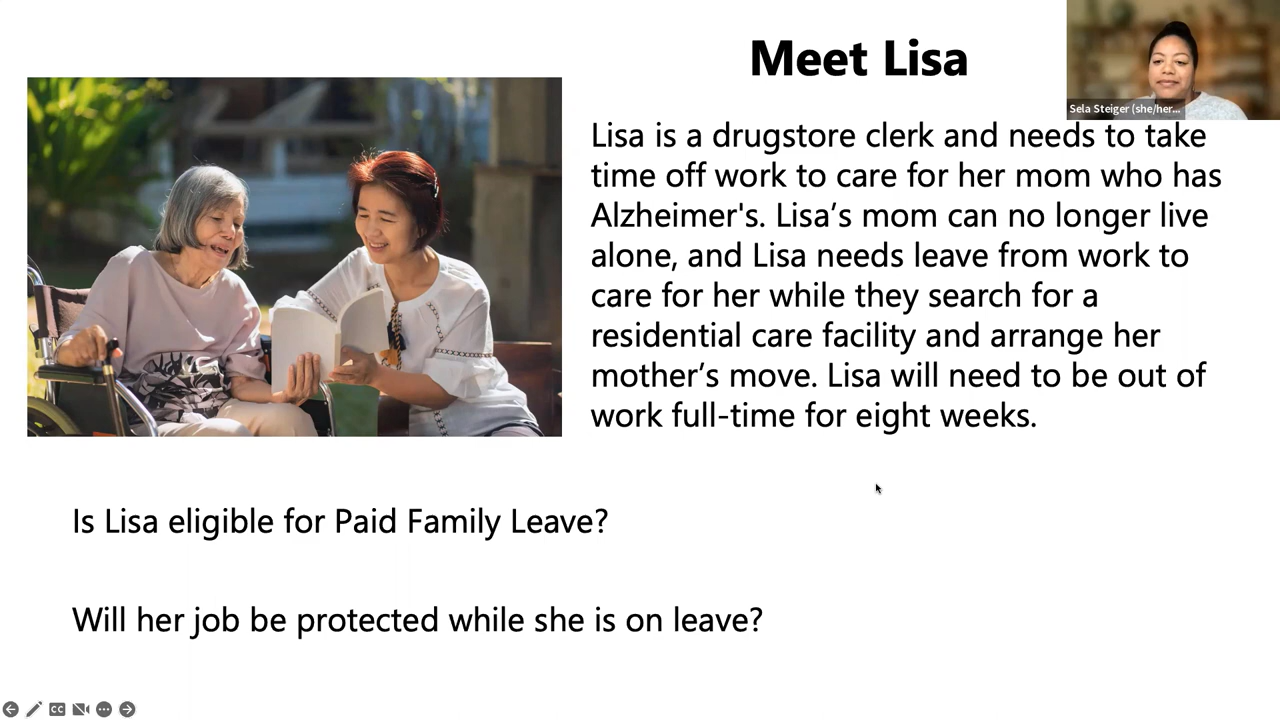 Meet Lisa
Sela Steiger (she/her...
Lisa is a drugstore clerk and needs to take
time off work to care for her mom who has
Alzheimer's. Lisa’s mom can no longer live
alone, and Lisa needs leave from work to
care for her while they search for a
residential care facility and arrange her
mother’s move. Lisa will need to be out of
work full-time for eight weeks.
Is Lisa eligible for Paid Family Leave?
Will her job be protected while she is on leave?
CC